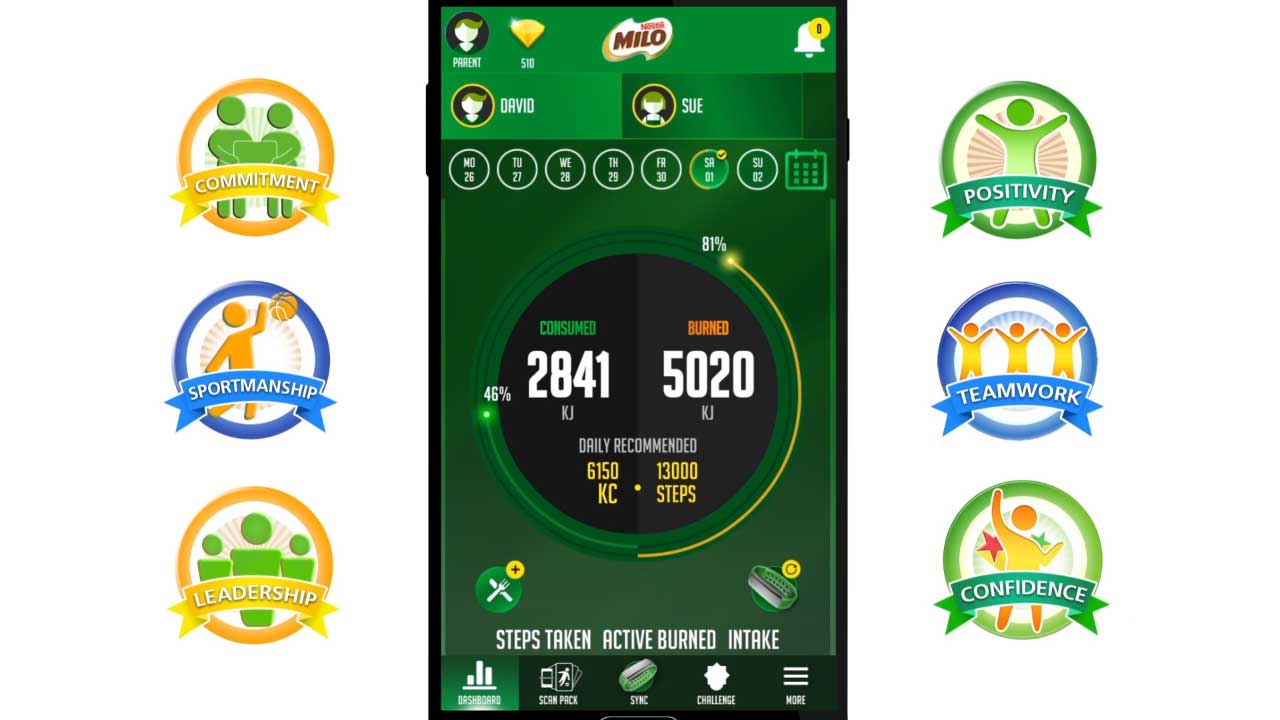 COMMITMENT
SPORTMANSHIP
LEADERSHIP
PARENT
510
Nestlé
MILO
0
DAVID
SUE
MO
26
TU
27
WE
28
TH
29
FR
30
SA
01
SU
02
81%
46%
CONSUMED
2841
KJ
BURNED
5020
KJ
DAILY RECOMMENDED
6150
KC
13000
STEPS
STEPS TAKEN ACTIVE BURNED INTAKE
DASHBOARD
SCAN PACK
SYNC
CHALLENGE
MORE
POSITIVITY
TEAMWORK
CONFIDENCE